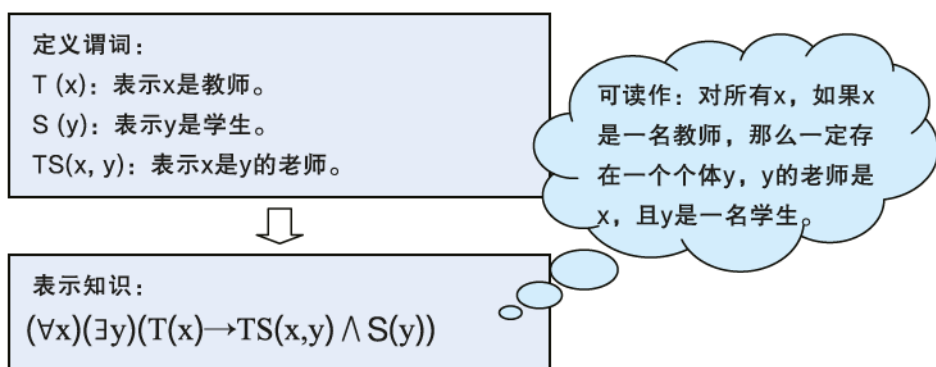 定义谓词：
T (x)：表示x是教师。
S (y)：表示y是学生。
TS(x, y)：表示x是y的老师。
可读作：对所有x，如果x
是一名教师，那么一定存
在一个个体y，y的老师是
x，且y是一名学生。
表示知识：
(∀x)(∃y)(T(x)→TS(x,y) ∧ S(y))